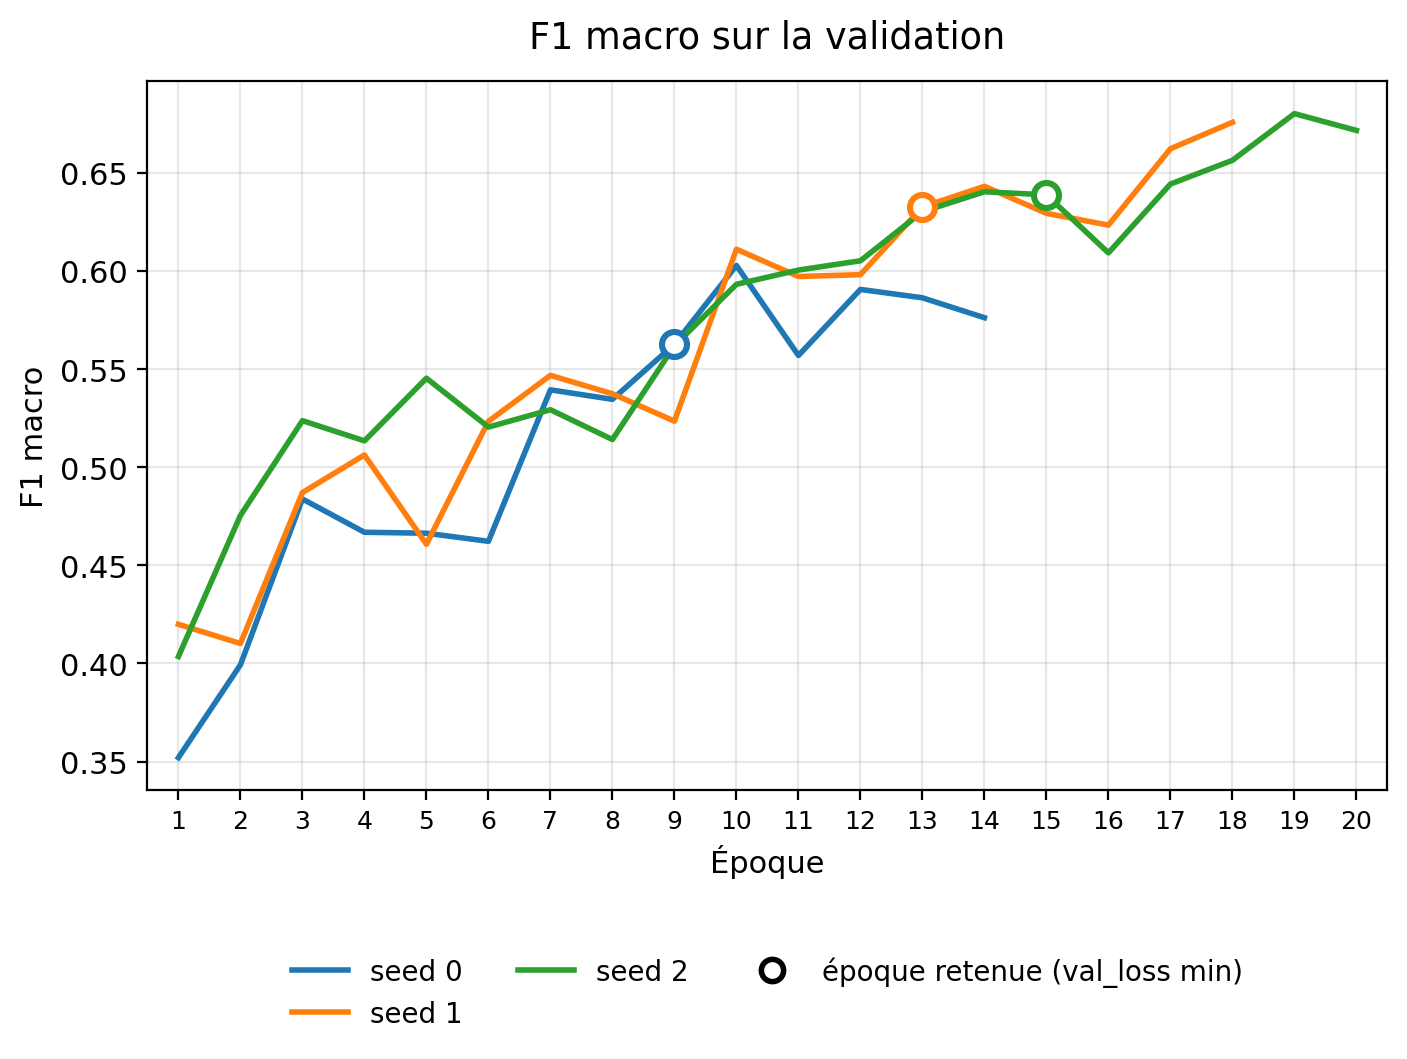 F1 macro sur la validation
F1 macro
0.65
0.60
0.55
0.50
0.45
0.40
0.35
1 2 3 4 5 6 7 8 9 10 11 12 13 14 15 16 17 18 19 20
Époque
seed 0 seed 2 époque retenue (val_loss min)
seed 1